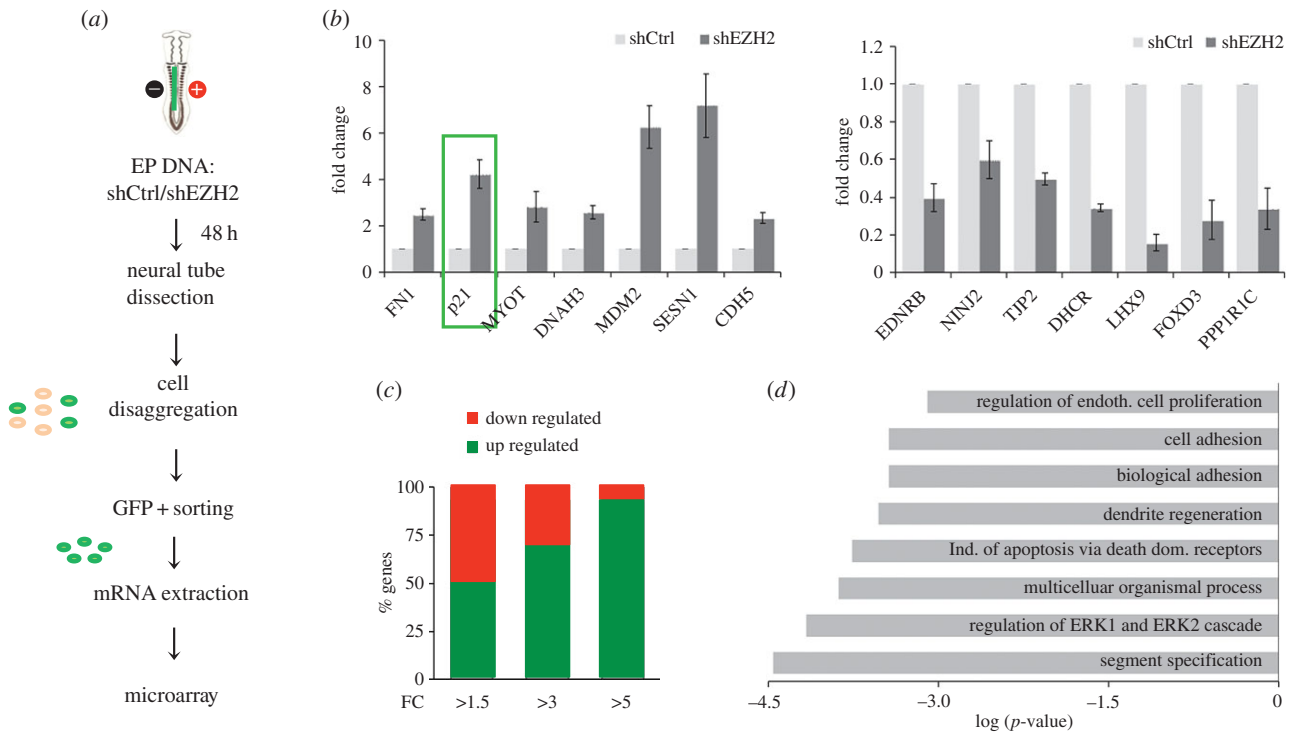 (a)
−
+
EP DNA:
shCtrl/shEZH2
48 h
neural tube
dissection
cell
disaggregation
GFP + sorting
mRNA extraction
microarray
(b)
shCtrl
shEZH2
fold change
10
8
6
4
2
0
FN1
p21
MYOT
DNAH3
MDM2
SESN1
CDH5
shCtrl
shEZH2
fold change
1.2
1.0
0.8
0.6
0.4
0.2
0
EDNRB
NINJ2
TJP2
DHCR
LHX9
FOXD3
PPP1R1C
(c)
down regulated
up regulated
% genes
100
75
50
25
0
FC
>1.5
>3
>5
(d)
regulation of endoth. cell proliferation
cell adhesion
biological adhesion
dendrite regeneration
Ind. of apoptosis via death dom. receptors
multicelluar organismal process
regulation of ERK1 and ERK2 cascade
segment specification
−4.5
−3.0
−1.5
0
log (p-value)